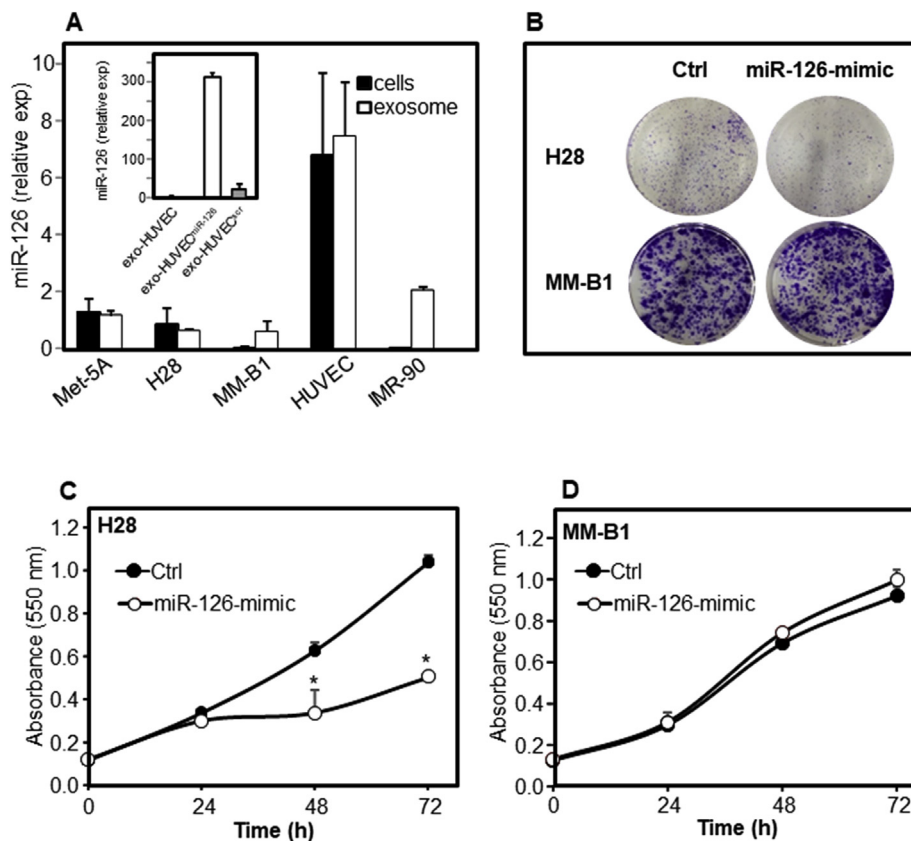 A
miR-126 (relative exp)
10
8
6
4
2
0
miR-126 (relative exp)
300
200
100
0
exo-HUVEC
exo-HUVECmiR-126
exo-HUVECscr
cells
exosome
Met-5A
H28
MM-B1
HUVEC
IMR-90
B
Ctrl miR-126-mimic
H28
MM-B1
C
H28
Absorbance (550 nm)
1.2
1.0
0.8
0.6
0.4
0.2
0.0
Ctrl
miR-126-mimic
*
*
0 24 48 72
Time (h)
D
MM-B1
Absorbance (550 nm)
1.2
1.0
0.8
0.6
0.4
0.2
0.0
Ctrl
miR-126-mimic
0 24 48 72
Time (h)